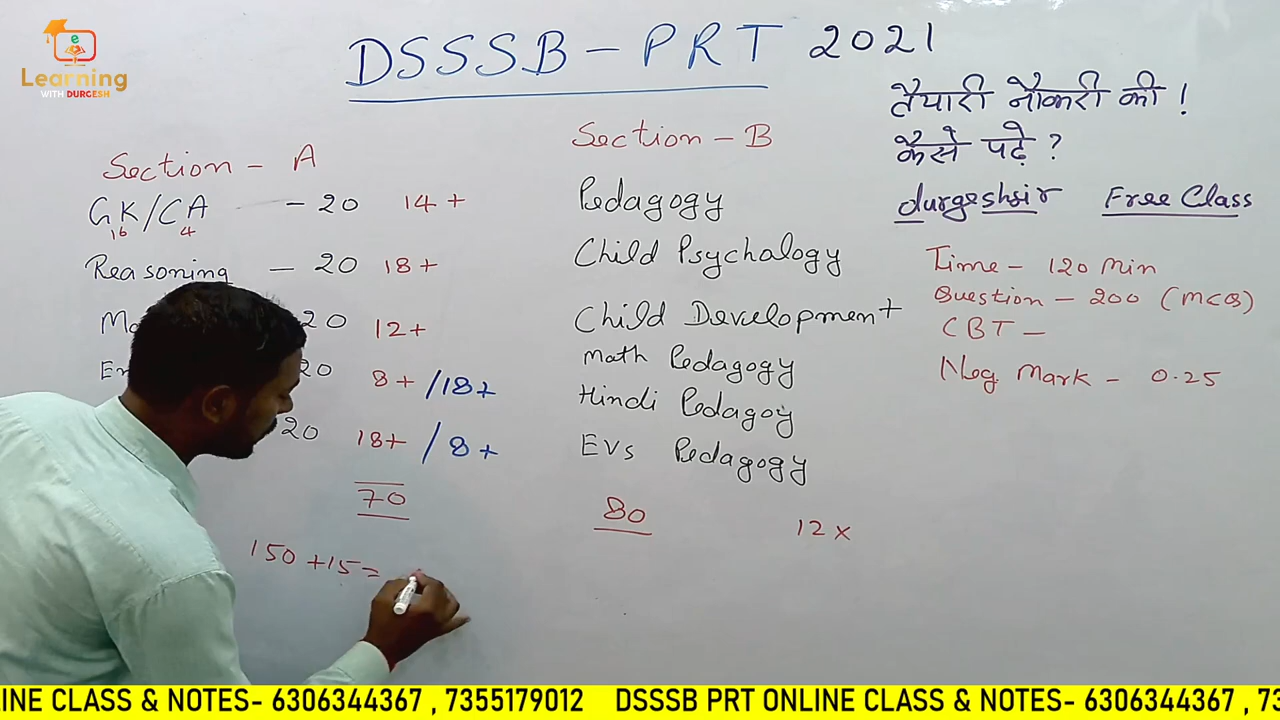 e
Learning
WITH DURGESH
DSSSB - PRT 2021
तैयारी नौकरी की !
कैसे पढ़े ?
durgeshsir Free Class
Section - A
GK/CA - 20 14+
16 4
Reasoning - 20 18+
20 12+
20 8+ / 18+
20 18+ / 8+
70
150 + 15 =
Section - B
Pedagogy
Child Psychalogy
Child Development
Math Pedagogy
Hindi Pedagogy
EVs Pedagogy
80 12 x
Time - 120 Min
Question - 200 (MCQ)
CBT -
Neg Mark - 0.25
INE CLASS & NOTES- 6306344367 , 7355179012 DSSSB PRT ONLINE CLASS & NOTES- 6306344367 , 73